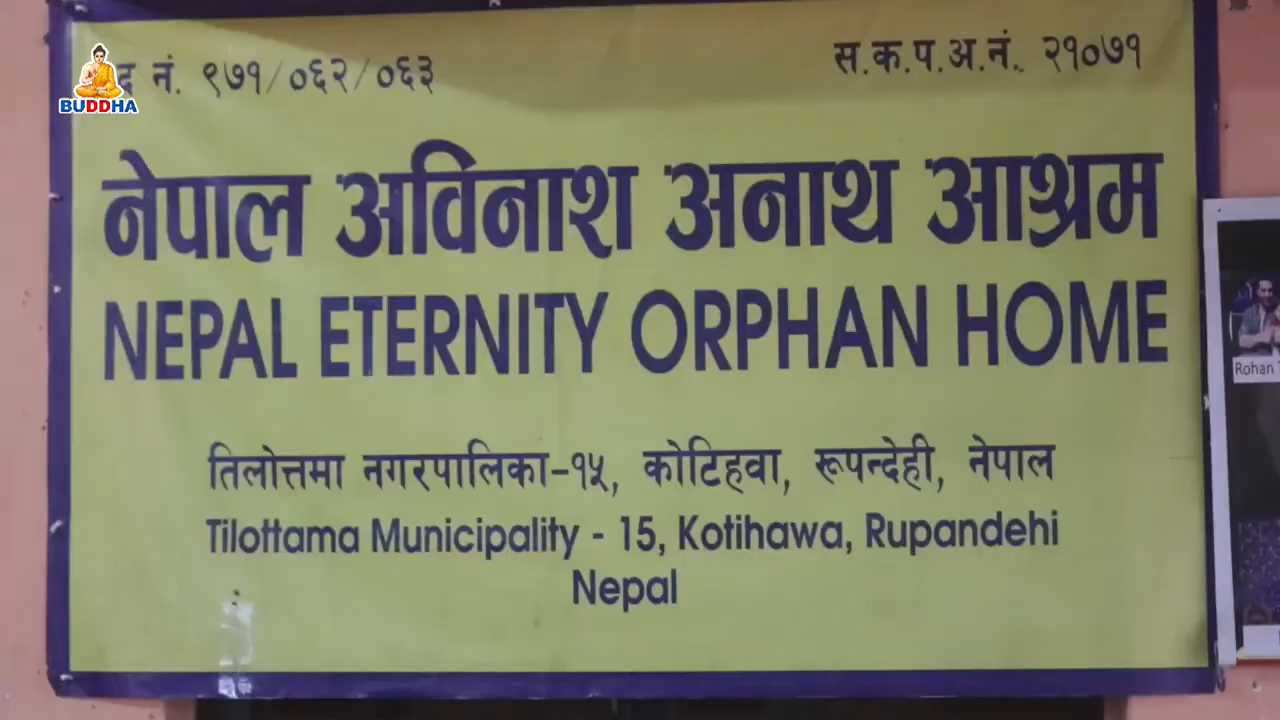 द नं. ९७१/०६२/०६३
स.क.प.अ.नं. २१०७१
BUDDHA
नेपाल अविनाश अनाथ आश्रम
NEPAL ETERNITY ORPHAN HOME
तिलोत्तमा नगरपालिका-१५, कोटिहवा, रूपन्देही, नेपाल
Tilottama Municipality - 15, Kotihawa, Rupandehi
Nepal
Rohan